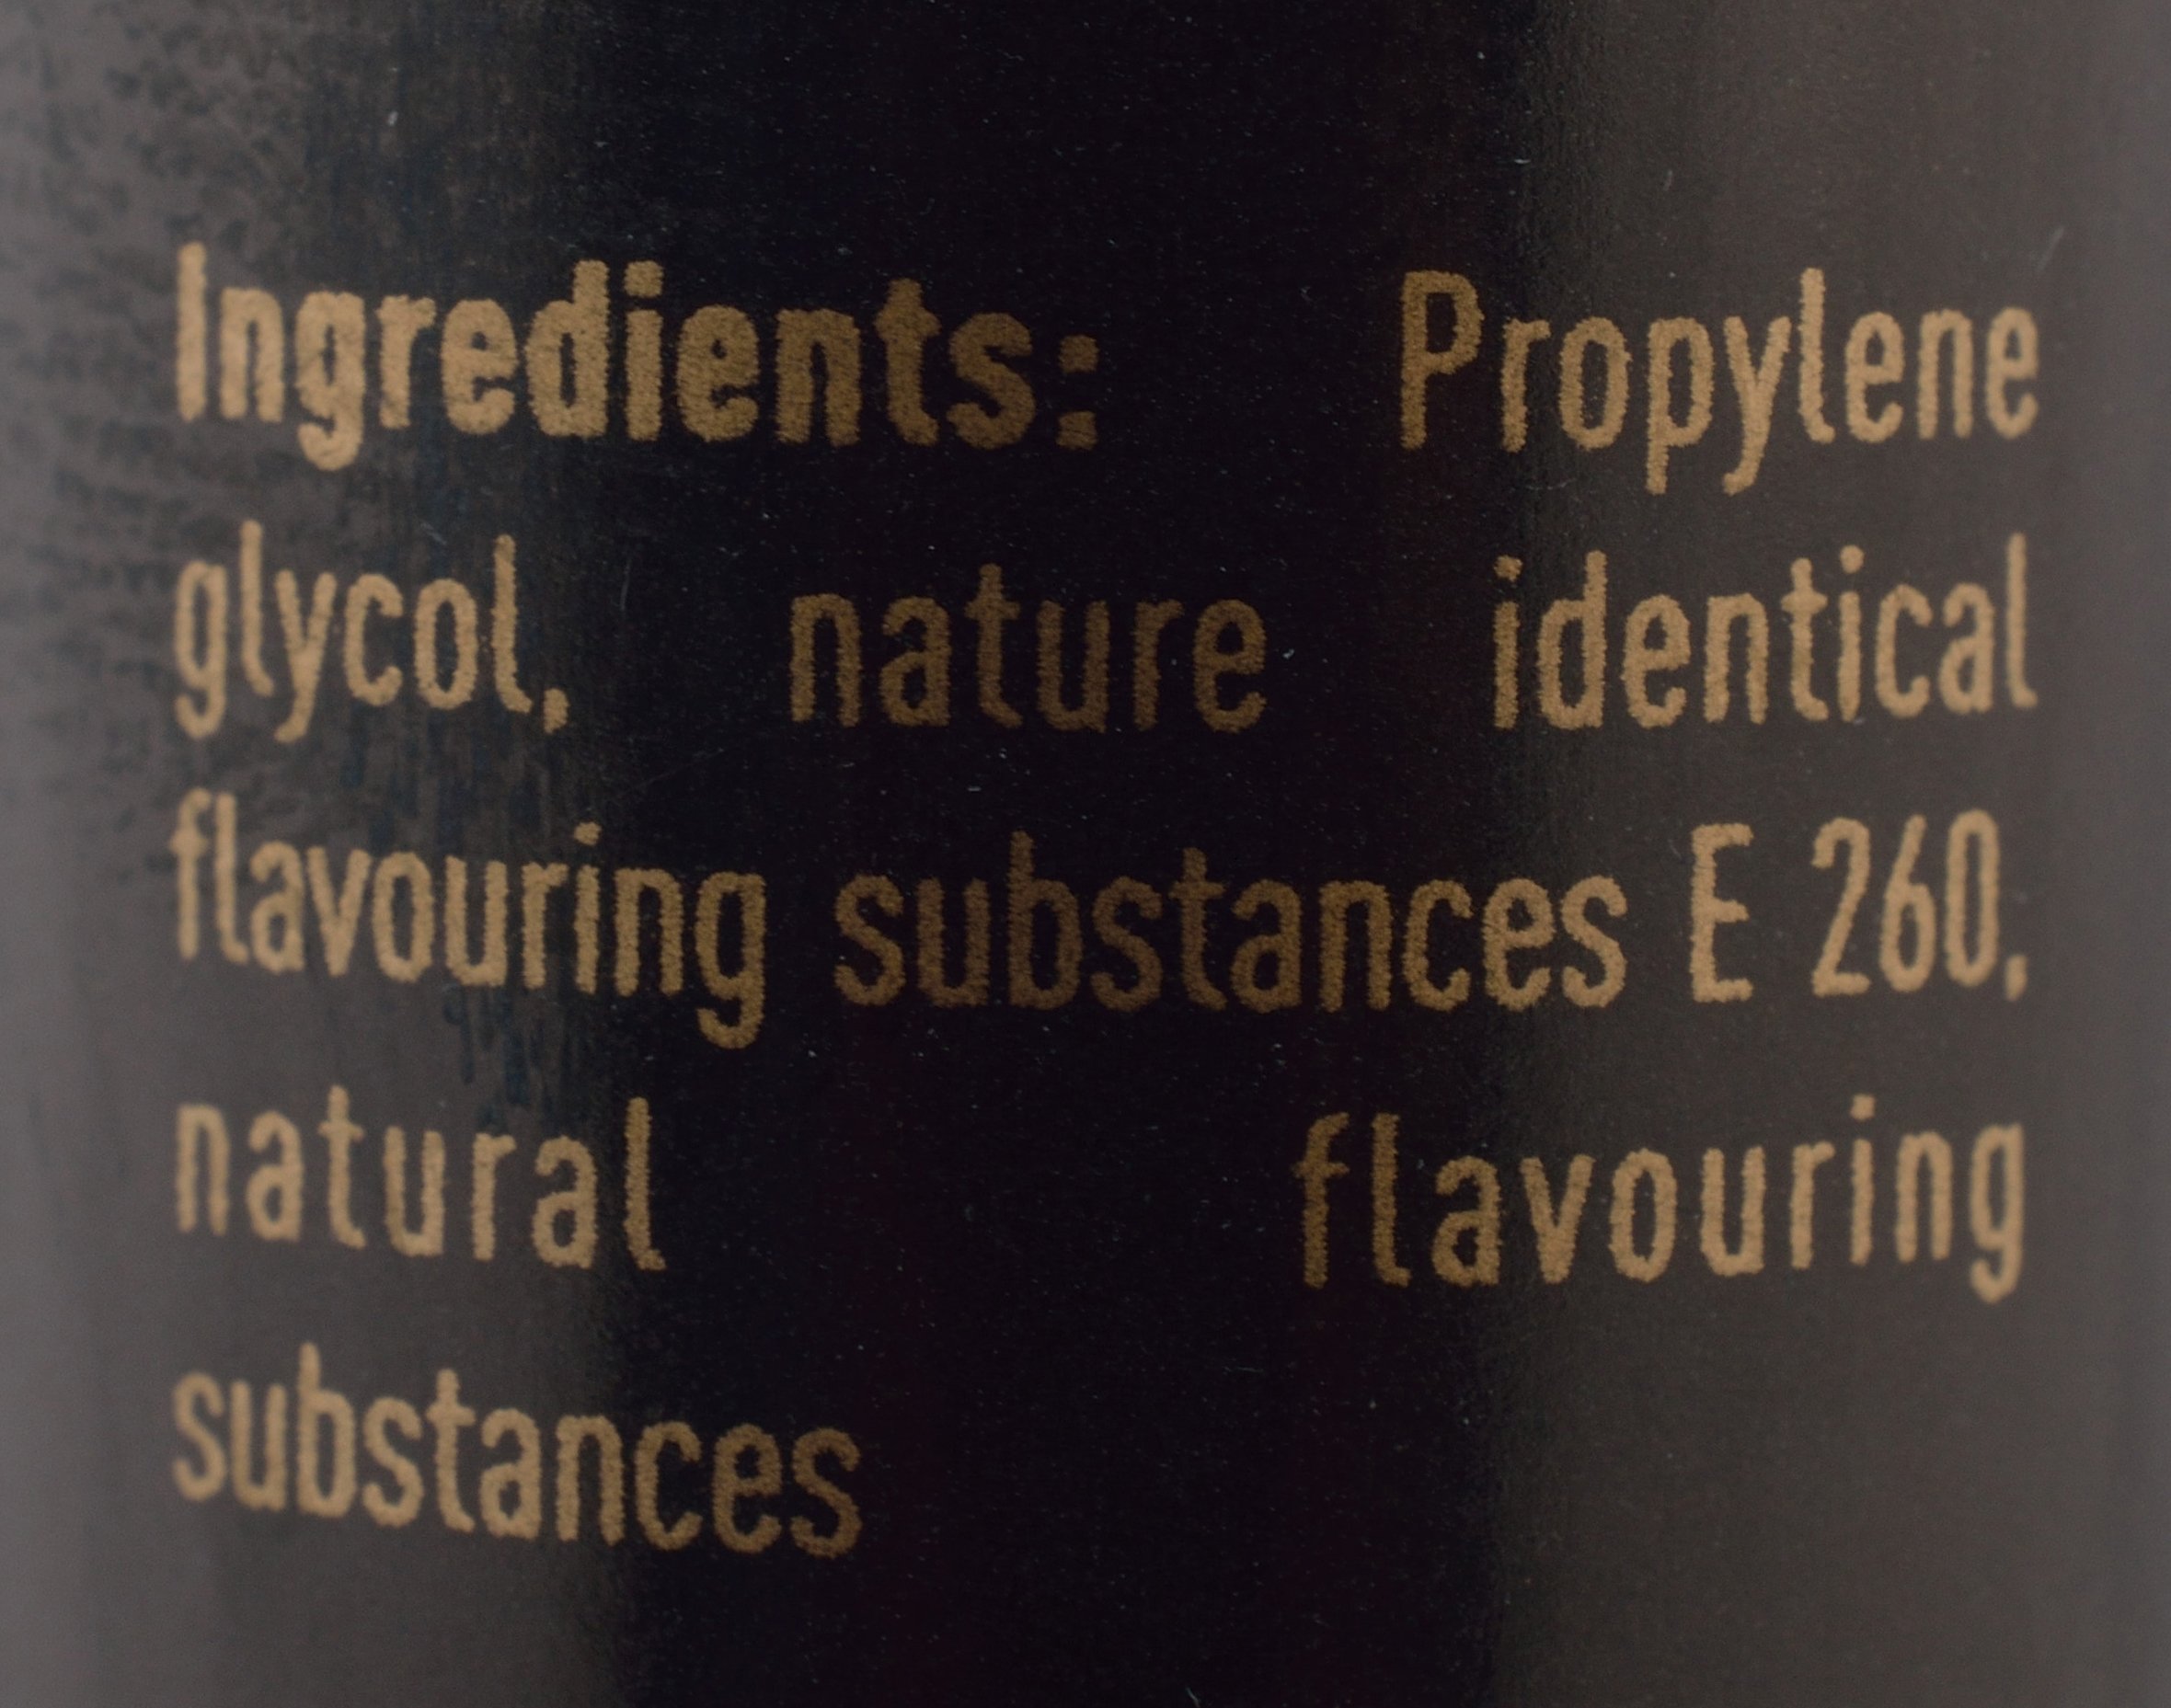 Ingredients: Propylene
glycol, nature identical
flavouring substances E 260,
natural flavouring
substances